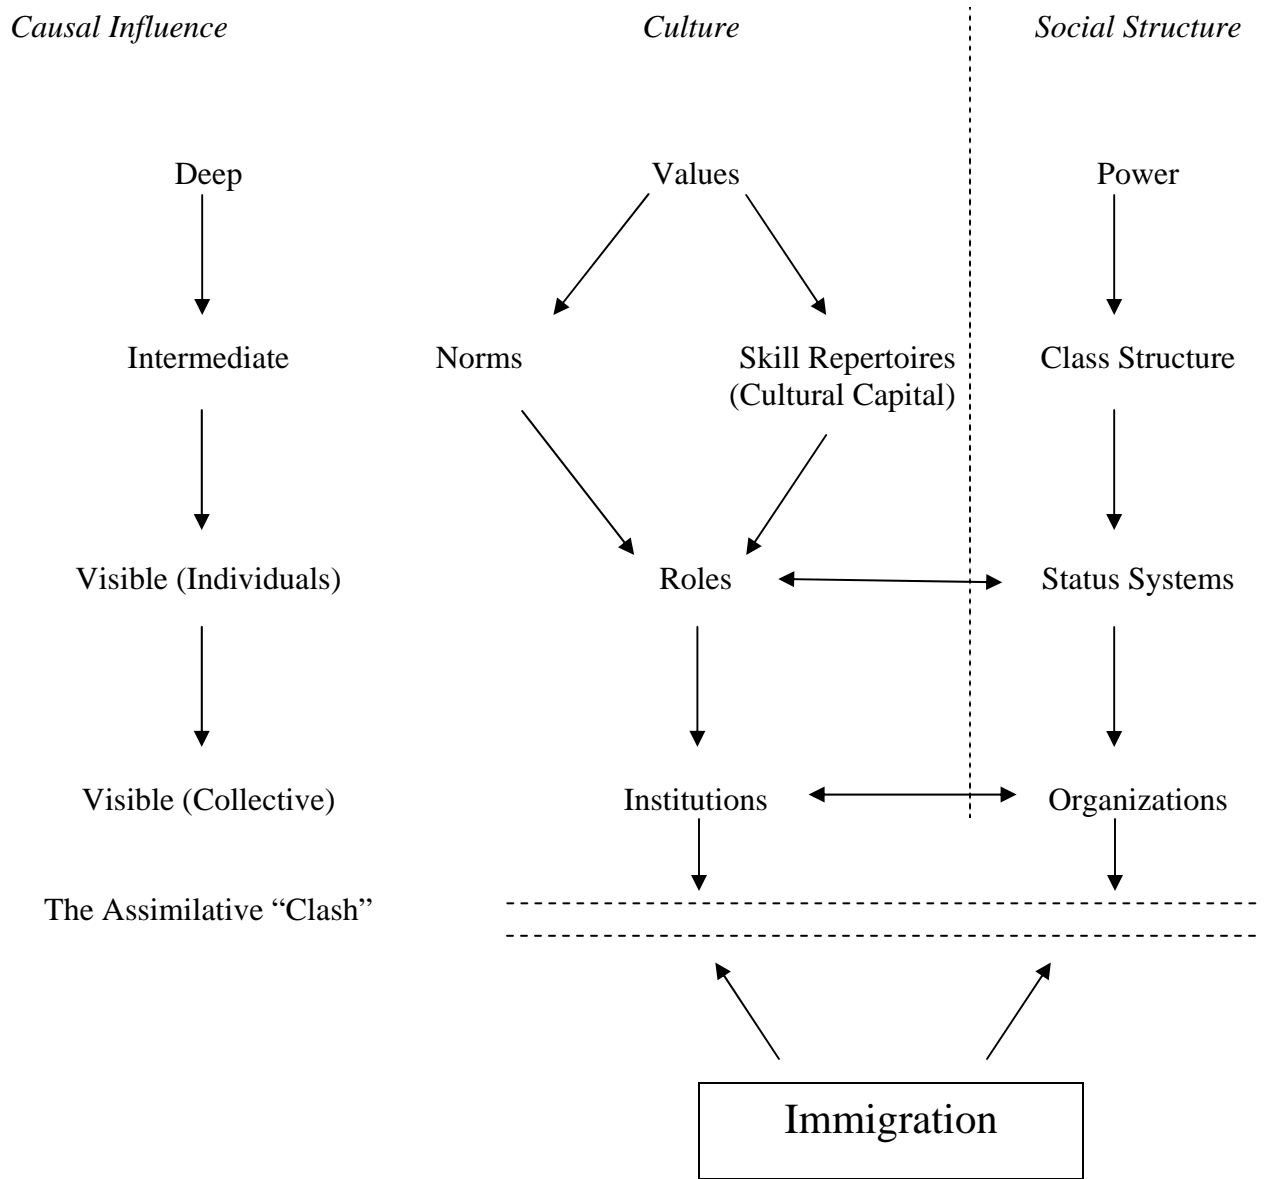 Causal Influence
Culture
Social Structure
Deep
Values
Power
Intermediate
Norms
Skill Repertoires
(Cultural Capital)
Class Structure
Visible (Individuals)
Roles
Status Systems
Visible (Collective)
Institutions
Organizations
The Assimilative “Clash”
Immigration